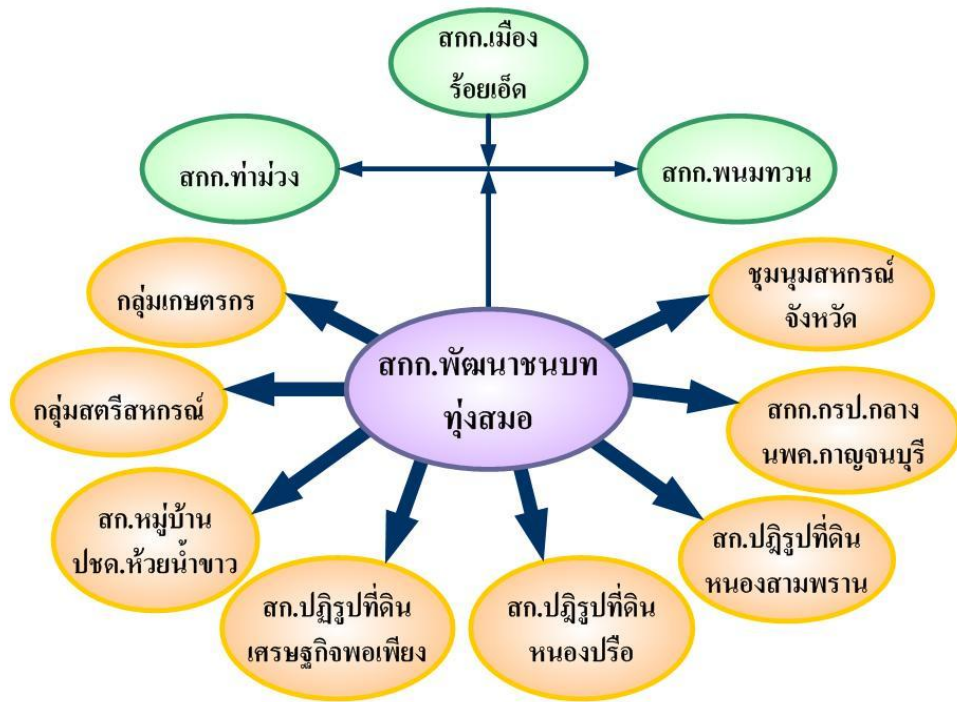 สกก.เมือง
ร้อยเอ็ด
สกก.ท่าม่วง
สกก.พนมทวน
กลุ่มเกษตรกร
ชุมนุมสหกรณ์
จังหวัด
สกก.พัฒนาชนบท
ทุ่งสมอ
กลุ่มสตรีสหกรณ์
สกก.กรป.กลาง
นพค.กาญจนบุรี
สก.หมู่บ้าน
ปชด.ห้วยน้ำขาว
สก.ปฎิรูปที่ดิน
หนองสามพราน
สก.ปฏิรูปที่ดิน
เศรษฐกิจพอเพียง
สก.ปฎิรูปที่ดิน
หนองปรือ